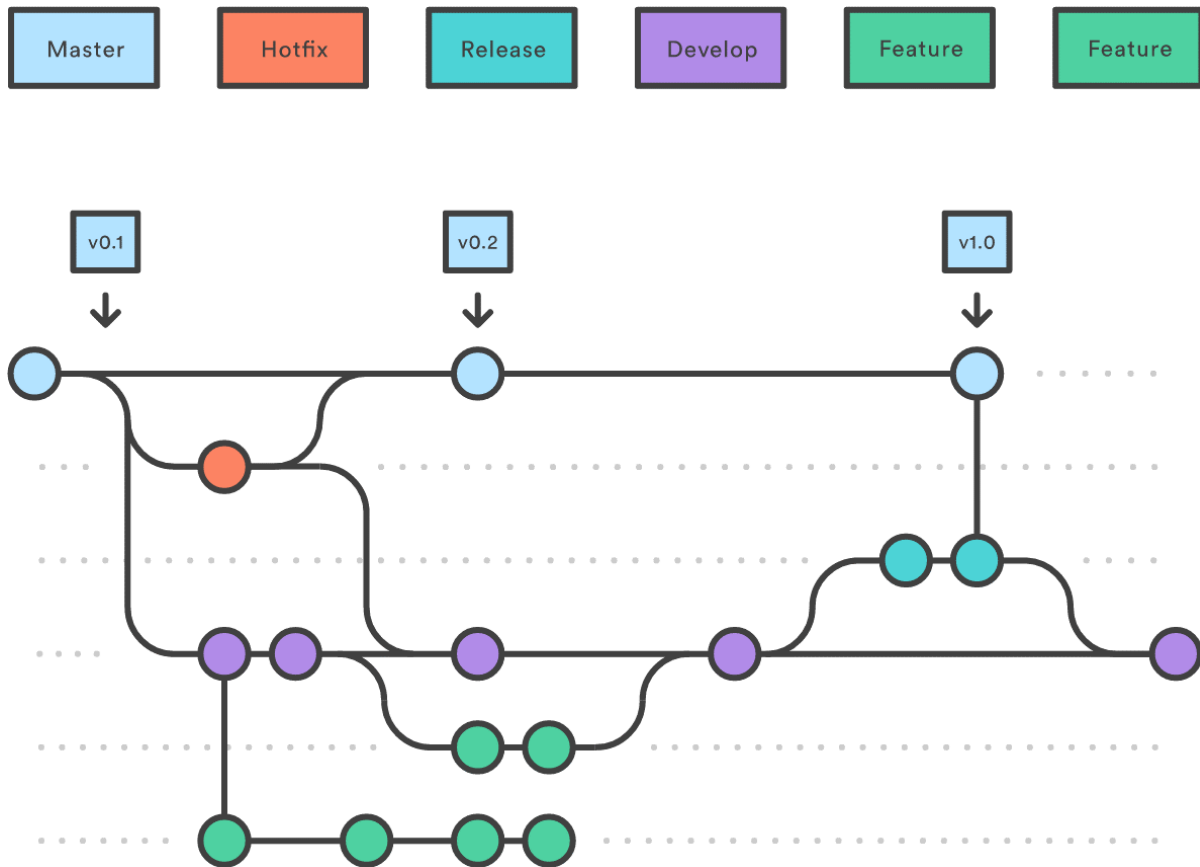 Master
Hotfix
Release
Develop
Feature
Feature
v0.1
v0.2
v1.0